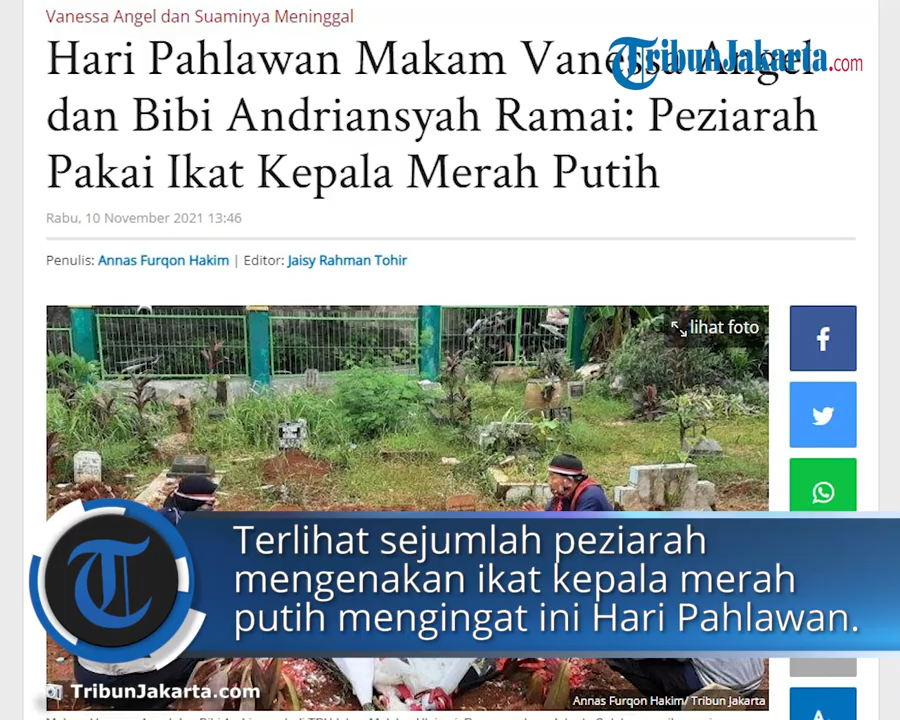 Vanessa Angel dan Suaminya Meninggal
Hari Pahlawan Makam Vanessa Angel
TribunJakarta.com
dan Bibi Andriansyah Ramai: Peziarah
Pakai Ikat Kepala Merah Putih
Rabu, 10 November 2021 13:46
Penulis: Annas Furqon Hakim | Editor: Jaisy Rahman Tohir
lihat foto
Terlihat sejumlah peziarah
mengenakan ikat kepala merah
putih mengingat ini Hari Pahlawan.
TribunJakarta.com
Annas Furqon Hakim/ Tribun Jakarta